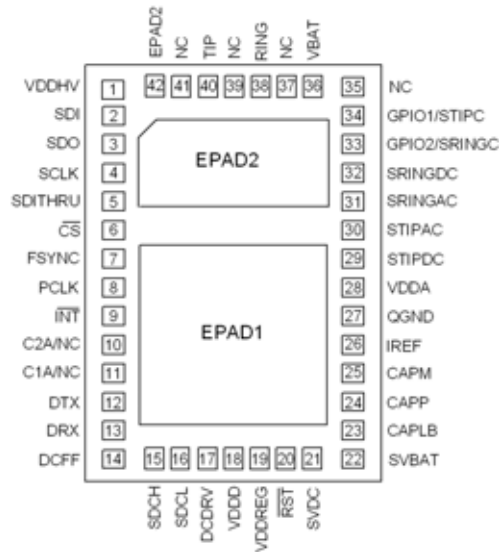 EPAD2 NC TIP NC RING NC VBAT
42 41 40 39 38 37 36
VDDHV 1 35 NC
SDI 2 34 GPIO1/STIPC
SDO 3 33 GPIO2/SRINGC
EPAD2
SCLK 4 32 SRINGDC
SDITHRU 5 31 SRINGAC
CS 6 30 STIPAC
FSYNC 7 29 STIPDC
PCLK 8 28 VDDA
INT 9 27 QGND
EPAD1
C2A/NC 10 26 IREF
C1A/NC 11 25 CAPM
DTX 12 24 CAPP
DRX 13 23 CAPLB
DCFF 14 22 SVBAT
15 16 17 18 19 20 21
SDCH SDCL DCDRV VDDD VDDREG RST SVDC